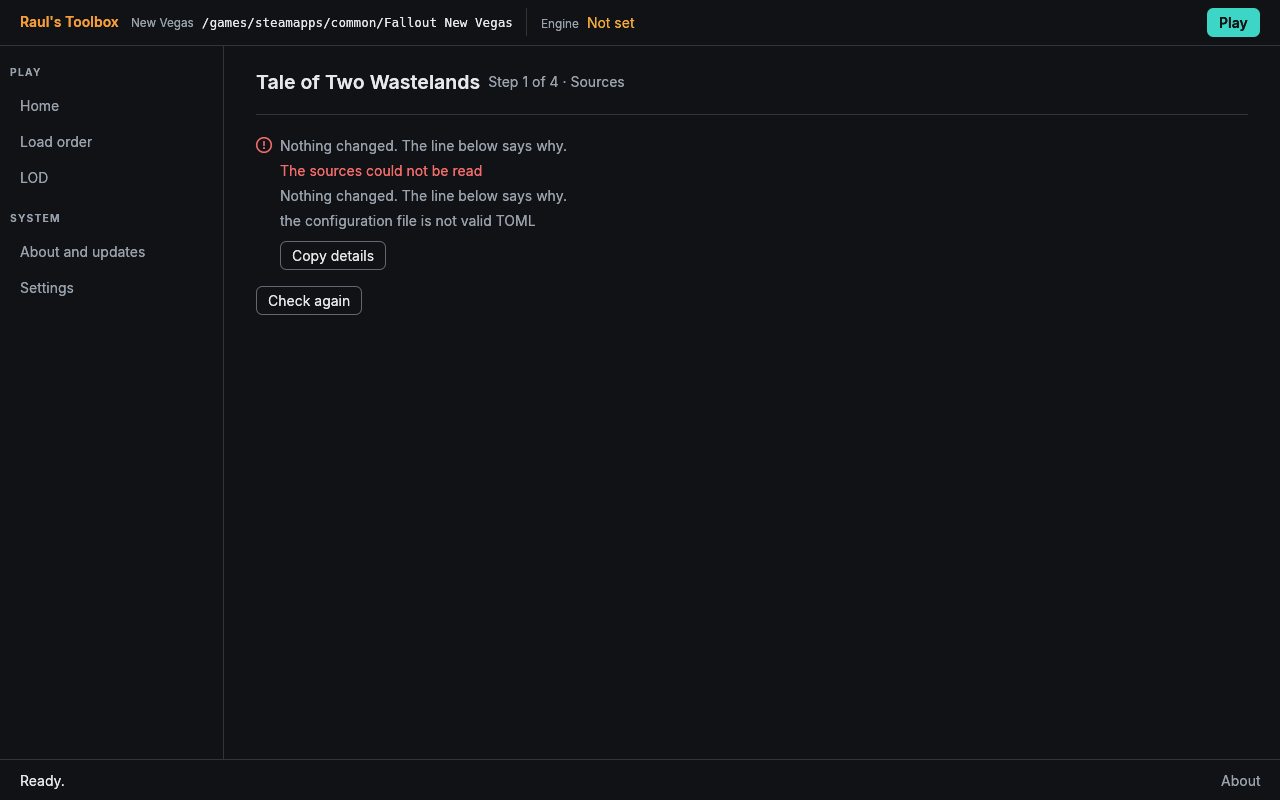 Raul's Toolbox New Vegas /games/steamapps/common/Fallout New Vegas Engine Not set Play
PLAY
Home
Load order
LOD
SYSTEM
About and updates
Settings
Tale of Two Wastelands Step 1 of 4 · Sources
Nothing changed. The line below says why.
The sources could not be read
Nothing changed. The line below says why.
the configuration file is not valid TOML
Copy details
Check again
Ready. About